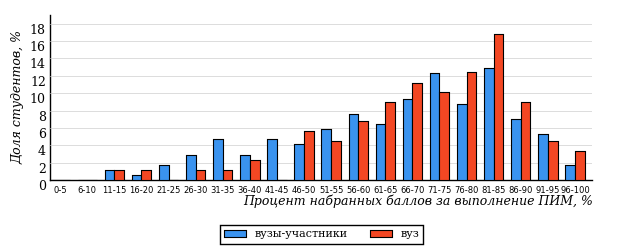 18
16
14
12
10
8
6
4
2
0
Доля студентов, %
0-5 6-10 11-15 16-20 21-25 26-30 31-35 36-40 41-45 46-50 51-55 56-60 61-65 66-70 71-75 76-80 81-85 86-90 91-95 96-100
Процент набранных баллов за выполнение ПИМ, %
вузы-участники вуз